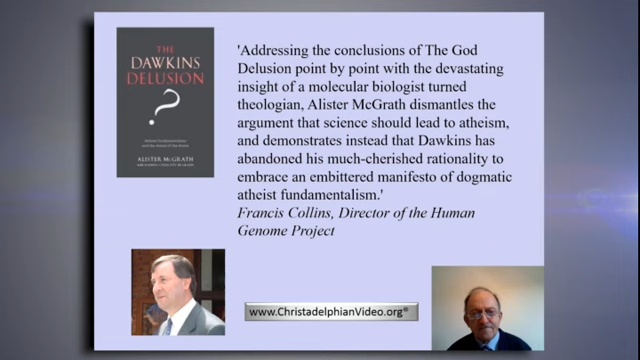 THE
DAWKINS
DELUSION
?
ALISTER McGRATH
'Addressing the conclusions of The God
Delusion point by point with the devastating
insight of a molecular biologist turned
theologian, Alister McGrath dismantles the
argument that science should lead to atheism,
and demonstrates instead that Dawkins has
abandoned his much-cherished rationality to
embrace an embittered manifesto of dogmatic
atheist fundamentalism.'
Francis Collins, Director of the Human
Genome Project
www.ChristadelphianVideo.org®